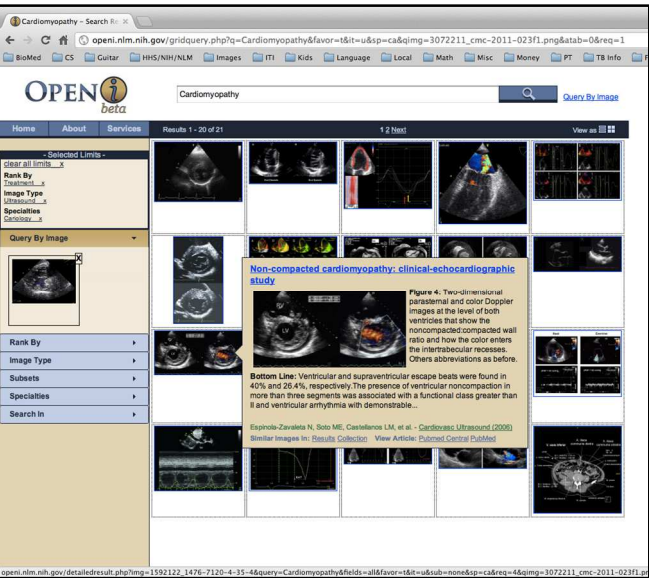 Cardiomyopathy – Search Re
openi.nlm.nih.gov/gridquery.php?q=Cardiomyopathy&favor=t&it=u&sp=ca&qimg=3072211_cmc-2011-023f1.png&atab=0&req=1
BioMed CS Guitar HHS/NIH/NLM Images ITI Kids Language Local Math Misc Money PT TB Info
OPEN i
beta
Cardiomyopathy
Query By Image
Home About Services
Results 1 - 20 of 21
1 2 Next
View as
- Selected Limits -
clear all limits x
Rank By
Treatment x
Image Type
Ultrasound x
Specialties
Cariology x
Query By Image
X
Rank By
Image Type
Subsets
Specialties
Search In
Non-compacted cardiomyopathy: clinical-echocardiographic
study
RV
LV
Figure 4: Two-dimensional
parasternal and color Doppler
images at the level of both
ventricles that show the
noncompacted:compacted wall
ratio and how the color enters
the intertrabecular recesses.
Others abbreviations as before.
Bottom Line: Ventricular and supraventricular escape beats were found in
40% and 26.4%, respectively.The presence of ventricular noncompaction in
more than three segments was associated with a functional class greater than
II and ventricular arrhythmia with demonstrable...
Espinola-Zavaleta N, Soto ME, Castellanos LM, et al. - Cardiovasc Ultrasound (2006)
Similar Images in: Results Collection View Article: Pubmed Central PubMed
openi.nlm.nih.gov/detailedresult.php?img=1592122_1476-7120-4-35-4&query=Cardiomyopathy&fields=all&favor=t&it=u&sub=none&sp=ca&req=4&qimg=3072211_cmc-2011-023f1.pr